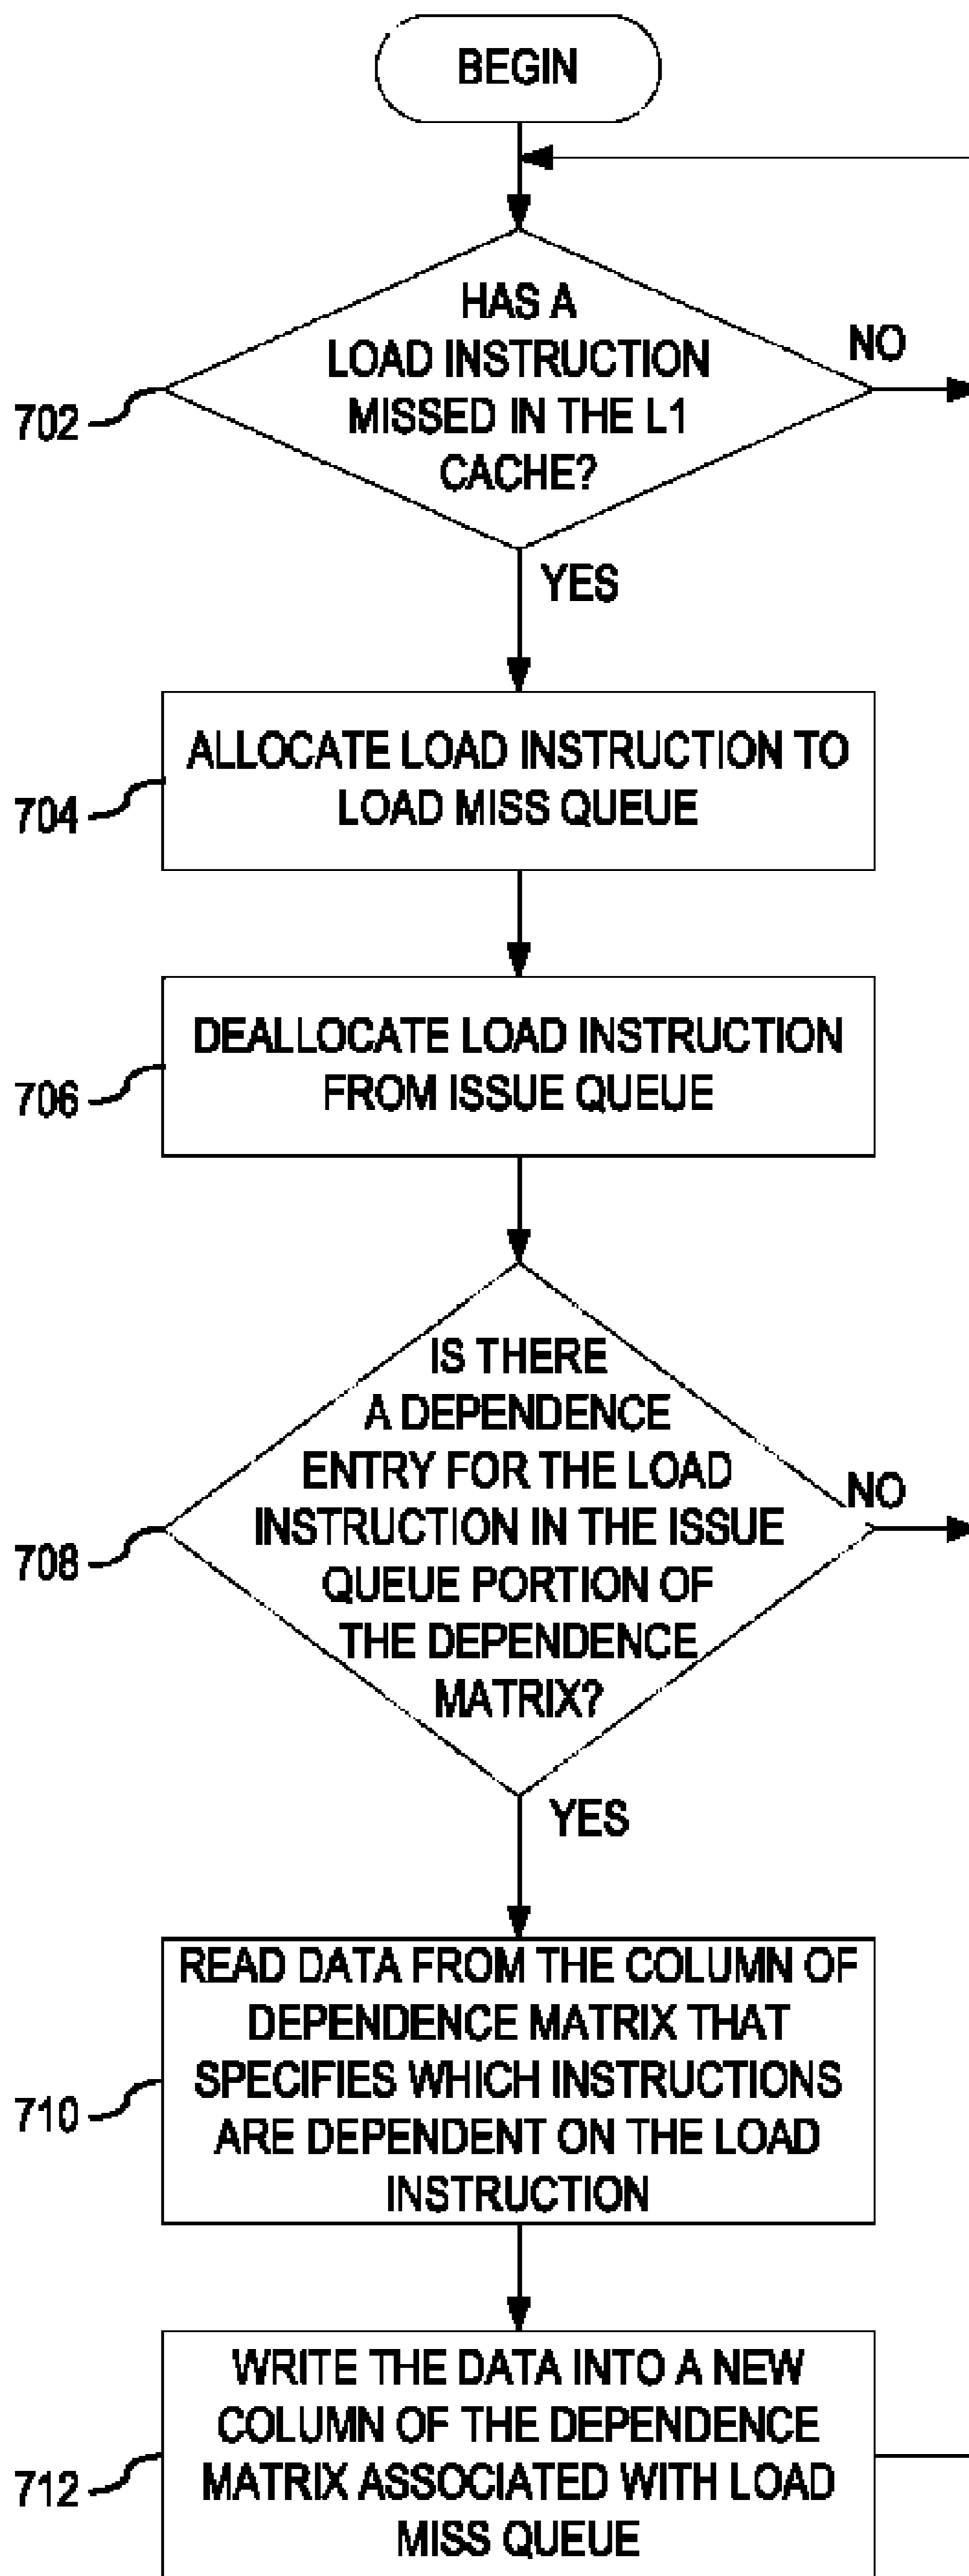 BEGIN
HAS A
LOAD INSTRUCTION
MISSED IN THE L1
CACHE?
NO
702
YES
ALLOCATE LOAD INSTRUCTION TO
LOAD MISS QUEUE
704
DEALLOCATE LOAD INSTRUCTION
FROM ISSUE QUEUE
706
IS THERE
A DEPENDENCE
ENTRY FOR THE LOAD
INSTRUCTION IN THE ISSUE
QUEUE PORTION OF
THE DEPENDENCE
MATRIX?
NO
708
YES
READ DATA FROM THE COLUMN OF
DEPENDENCE MATRIX THAT
SPECIFIES WHICH INSTRUCTIONS
ARE DEPENDENT ON THE LOAD
INSTRUCTION
710
WRITE THE DATA INTO A NEW
COLUMN OF THE DEPENDENCE
MATRIX ASSOCIATED WITH LOAD
MISS QUEUE
712